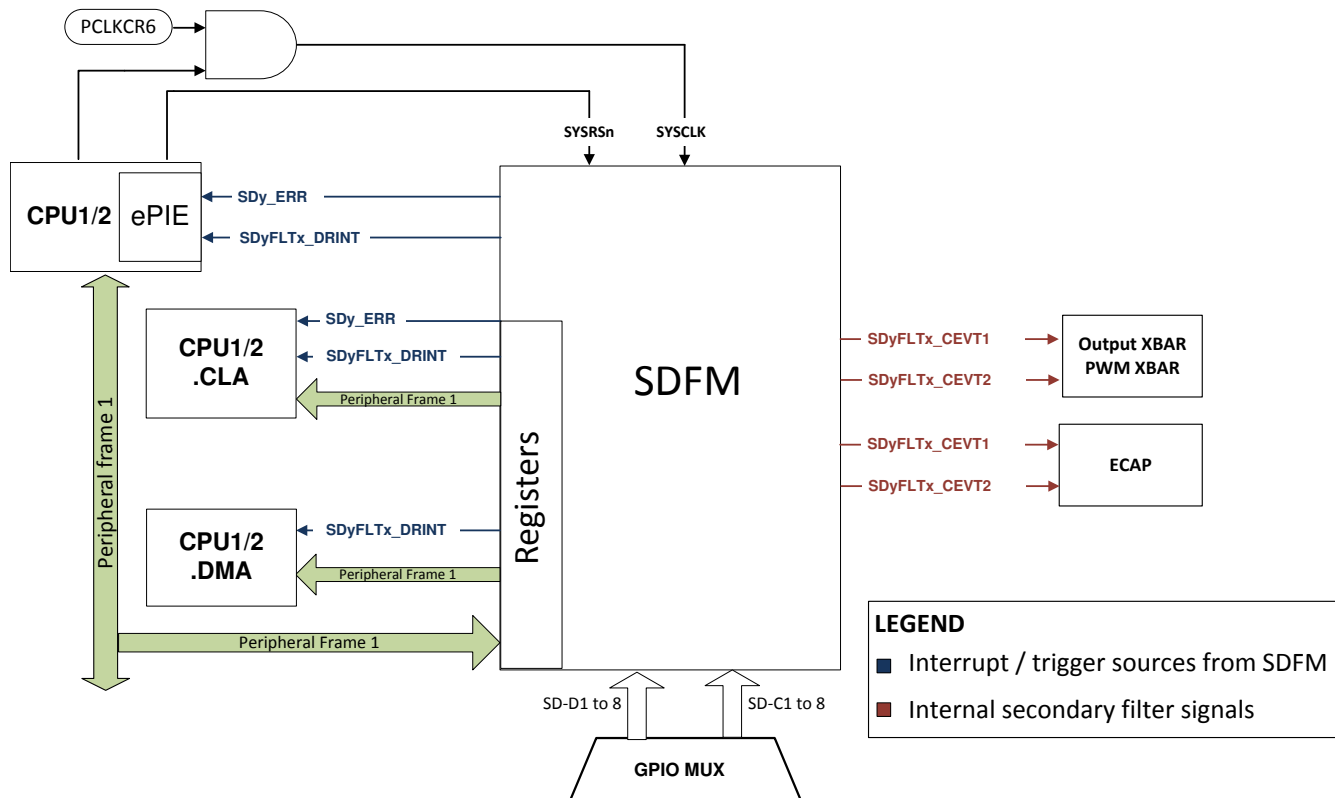 PCLKCR6
SYSRSn
SYSCLK
CPU1/2
ePIE
SDy_ERR
SDyFLTx_DRINT
CPU1/2
.CLA
SDy_ERR
SDyFLTx_DRINT
Peripheral Frame 1
CPU1/2
.DMA
SDyFLTx_DRINT
Peripheral Frame 1
Peripheral frame 1
Peripheral Frame 1
Registers
SDFM
SDyFLTx_CEVT1
SDyFLTx_CEVT2
Output XBAR
PWM XBAR
SDyFLTx_CEVT1
SDyFLTx_CEVT2
ECAP
LEGEND
Interrupt / trigger sources from SDFM
Internal secondary filter signals
SD-D1 to 8
SD-C1 to 8
GPIO MUX